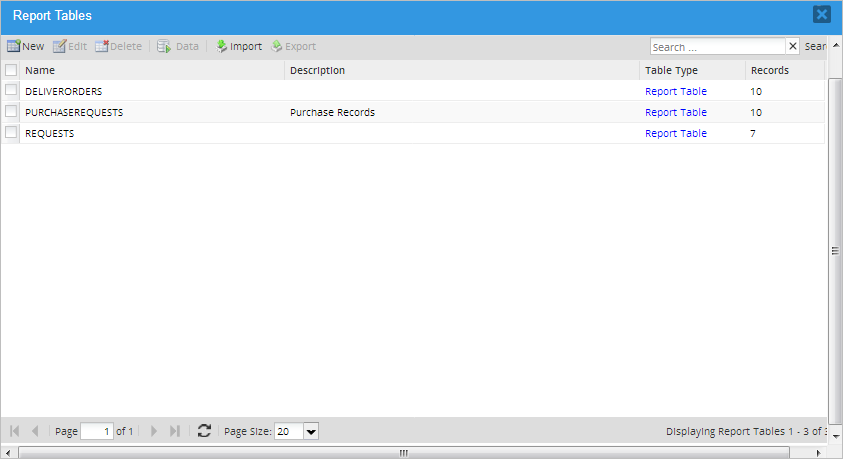 Report Tables
New Edit Delete Data Import Export Search ...
Name Description Table Type Records
DELIVERORDERS Report Table 10
PURCHASEREQUESTS Purchase Records Report Table 10
REQUESTS Report Table 7
Page 1 of 1 Page Size: 20 Displaying Report Tables 1 - 3 of